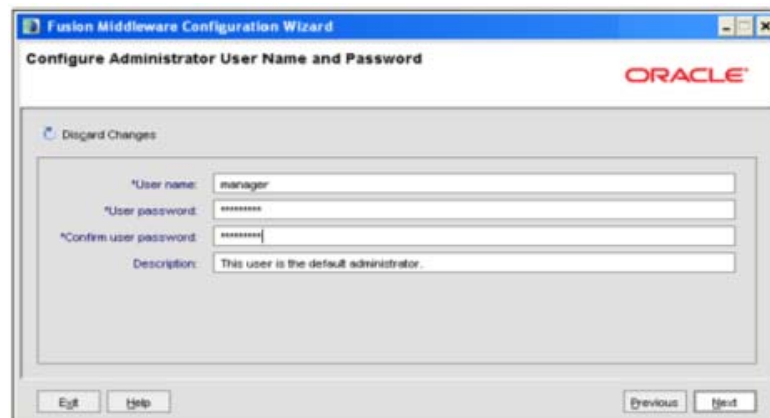 Fusion Middleware Configuration Wizard
Configure Administrator User Name and Password
ORACLE
Discard Changes
*User name: manager
*User password: *********
*Confirm user password: *********
Description: This user is the default administrator.
Exit Help Previous Next